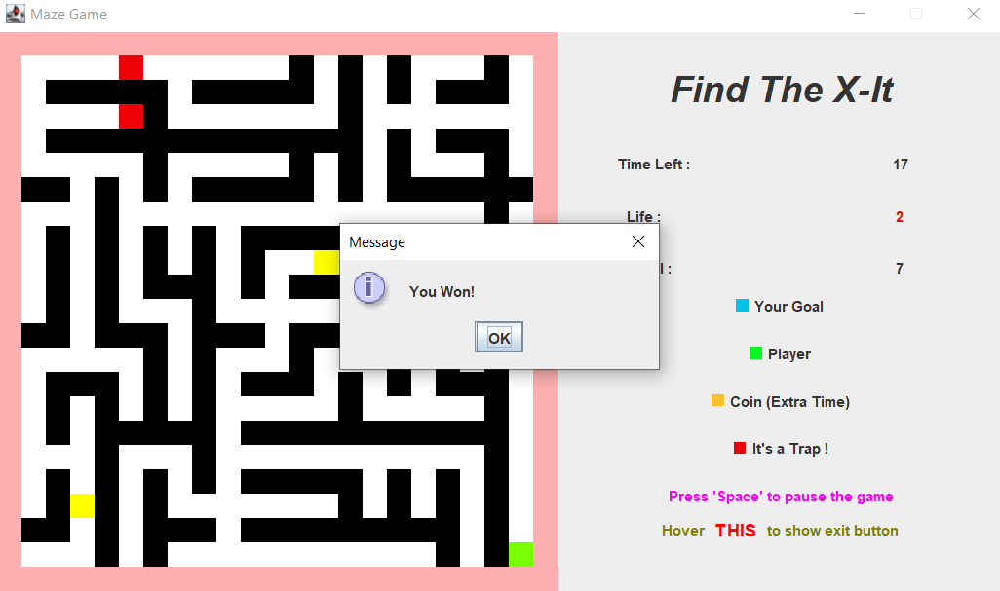 Maze Game
Find The X-It
Time Left : 17
Life : 2
: 7
Message
You Won!
OK
Your Goal
Player
Coin (Extra Time)
It's a Trap !
Press 'Space' to pause the game
Hover THIS to show exit button